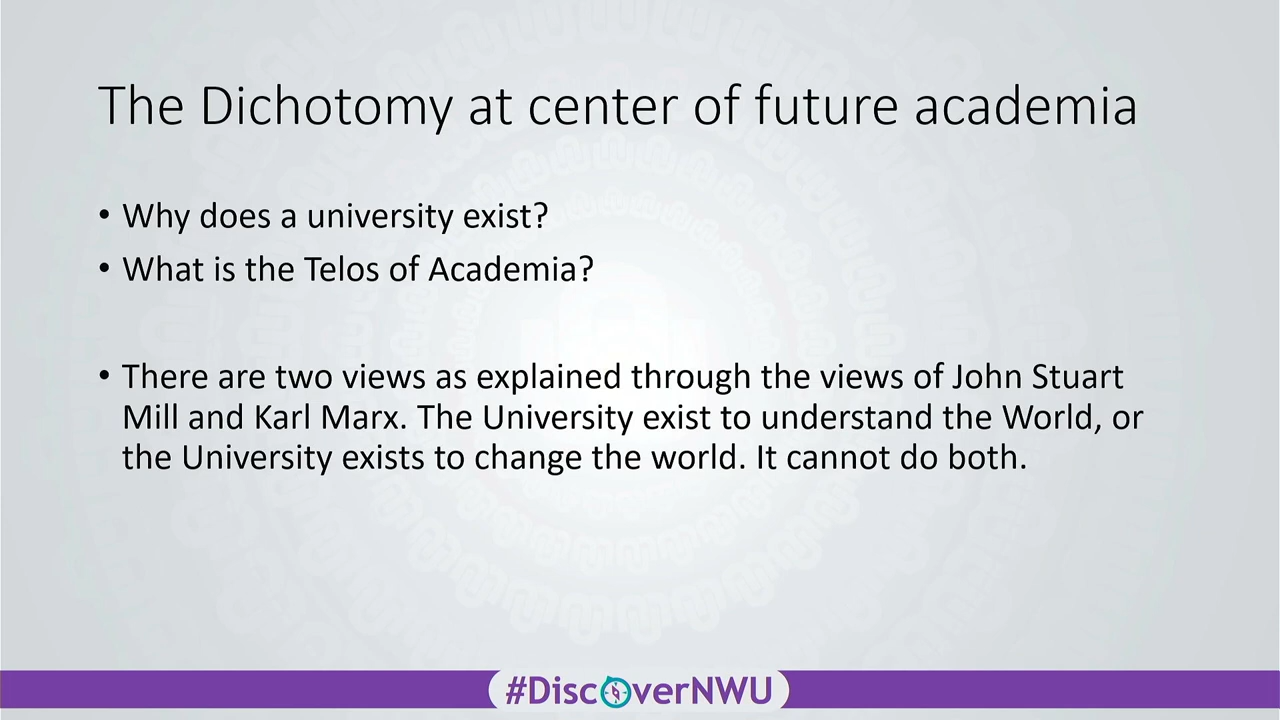 The Dichotomy at center of future academia
• Why does a university exist?
• What is the Telos of Academia?
• There are two views as explained through the views of John Stuart
Mill and Karl Marx. The University exist to understand the World, or
the University exists to change the world. It cannot do both.
#DiscoverNWU